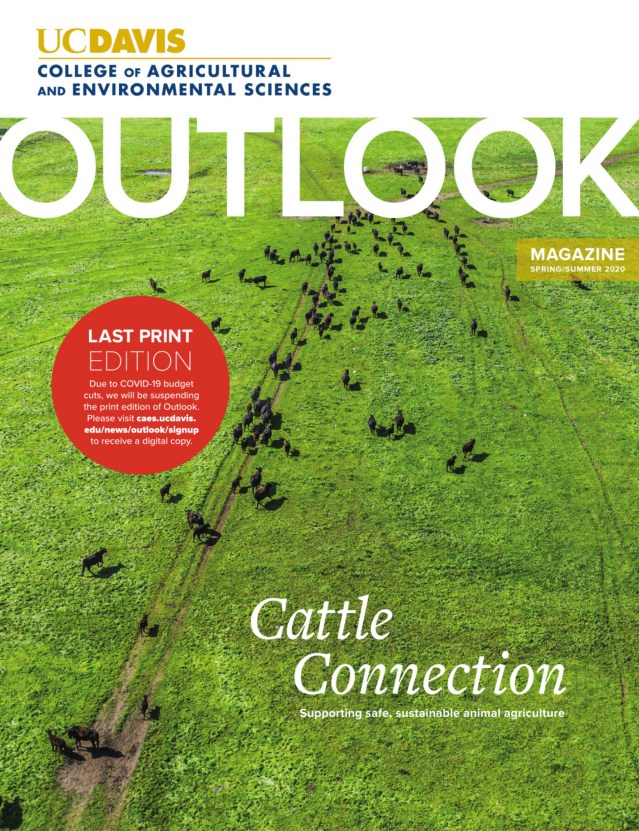 UCDAVIS
COLLEGE OF AGRICULTURAL
AND ENVIRONMENTAL SCIENCES
OUTLOOK
MAGAZINE
SPRING/SUMMER 2020
LAST PRINT
EDITION
Due to COVID-19 budget
cuts, we will be suspending
the print edition of Outlook.
Please visit caes.ucdavis.
edu/news/outlook/signup
to receive a digital copy.
Cattle
Connection
Supporting safe, sustainable animal agriculture